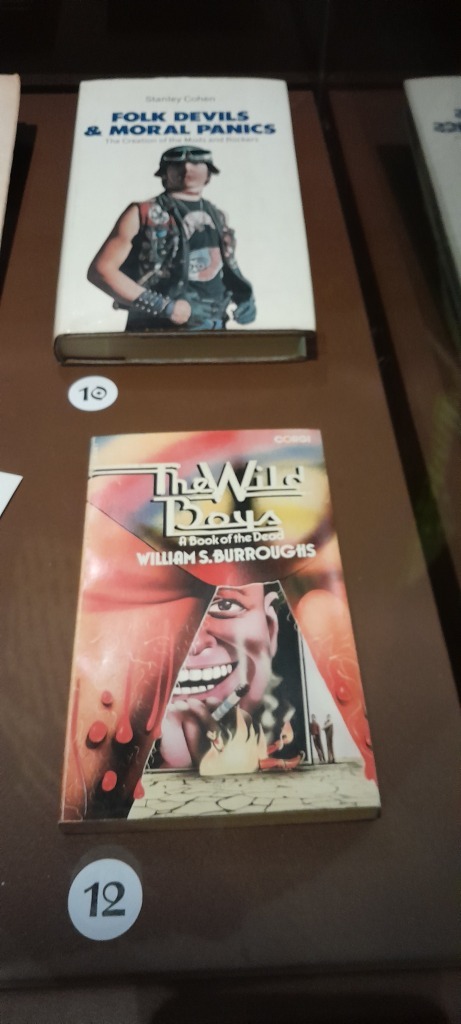 Stanley Cohen
FOLK DEVILS
& MORAL PANICS
The Creation of the Mods and Rockers
10
CORGI
The Wild
Boys
A Book of the Dead
WILLIAM S. BURROUGHS
12